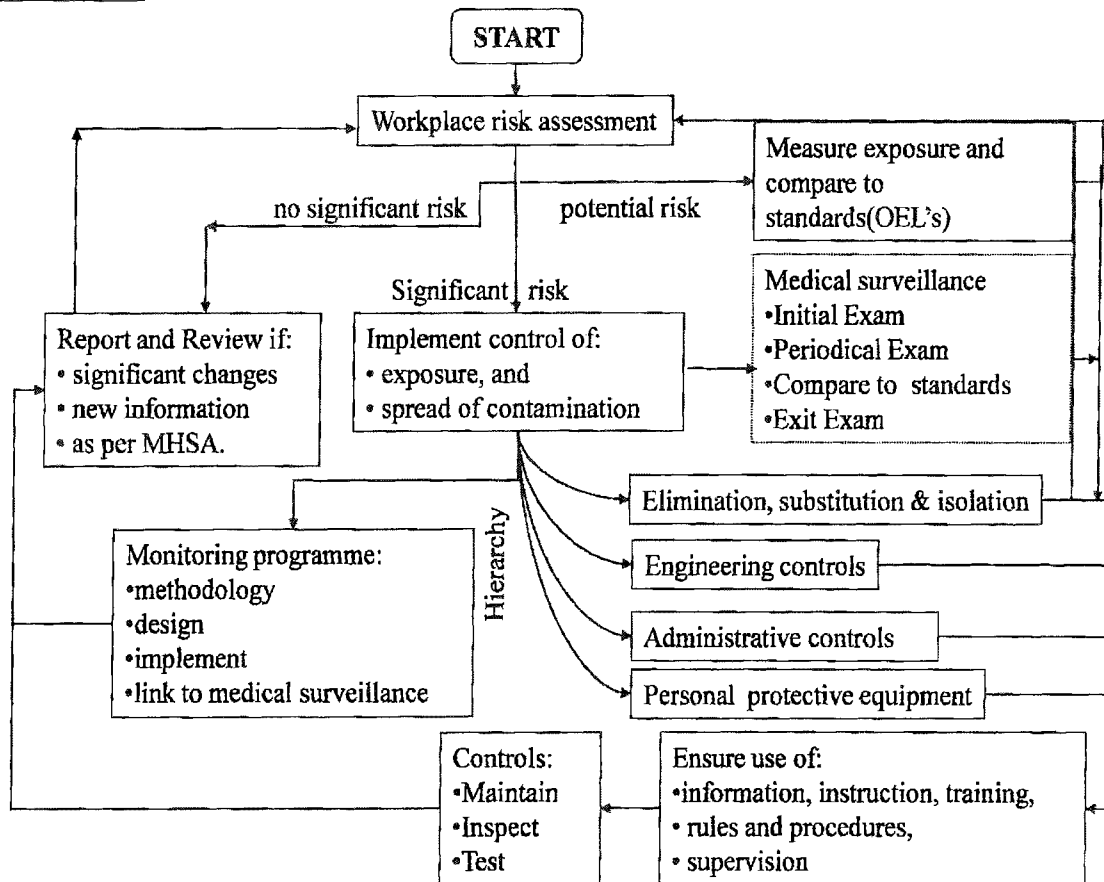 START
Workplace risk assessment
Measure exposure and
compare to
standards(OEL's)
no significant risk
potential risk
Significant risk
Medical surveillance
•Initial Exam
•Periodical Exam
•Compare to standards
•Exit Exam
Report and Review if:
• significant changes
• new information
• as per MHSA.
Implement control of:
• exposure, and
• spread of contamination
Hierarchy
Elimination, substitution & isolation
Engineering controls
Administrative controls
Personal protective equipment
Monitoring programme:
•methodology
•design
•implement
•link to medical surveillance
Controls:
•Maintain
•Inspect
•Test
Ensure use of:
•information, instruction, training,
• rules and procedures,
• supervision